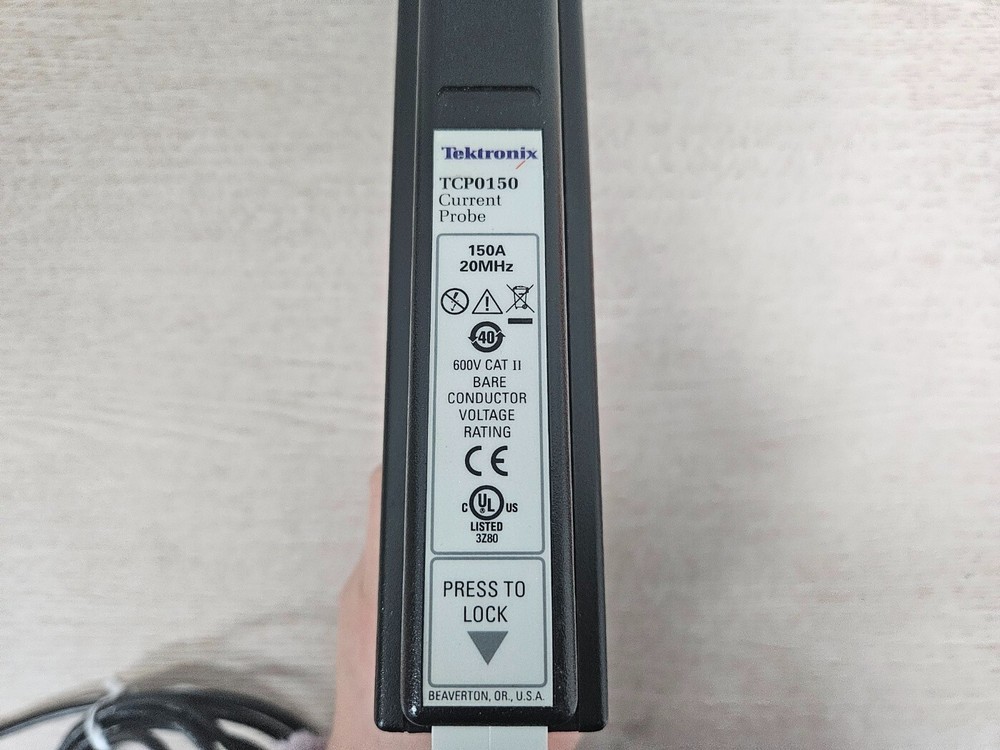 Tektronix
TCP0150
Current
Probe
150A
20MHz
40
600V CAT II
BARE
CONDUCTOR
VOLTAGE
RATING
CE
C UL US
®
LISTED
3Z80
PRESS TO
LOCK
BEAVERTON, OR., U.S.A.